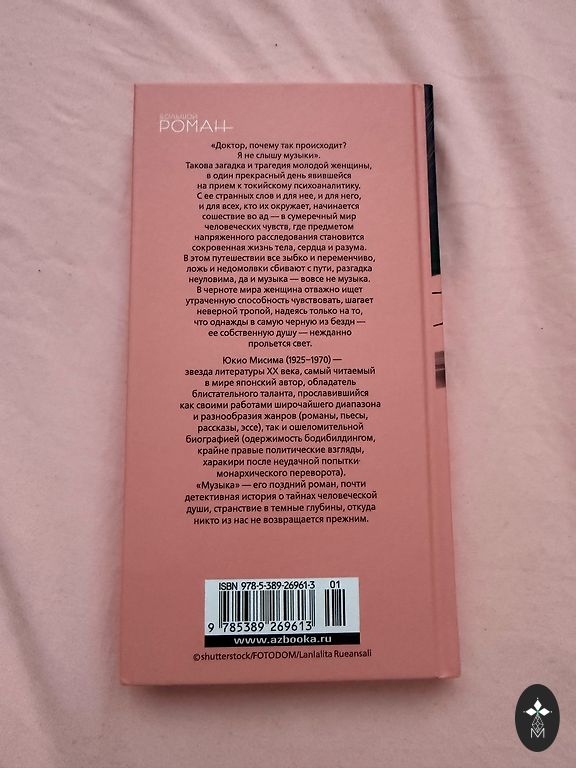 БОЛЬШОЙ
РОМАН
«Доктор, почему так происходит?
Я не слышу музыки».
Такова загадка и трагедия молодой женщины,
в один прекрасный день явившейся
на прием к токийскому психоаналитику.
С ее странных слов и для нее, и для него,
и для всех, кто их окружает, начинается
сошествие во ад — в сумеречный мир
человеческих чувств, где предметом
напряженного расследования становится
сокровенная жизнь тела, сердца и разума.
В этом путешествии все зыбко и переменчиво,
ложь и недомолвки сбивают с пути, разгадка
неуловима, да и музыка — вовсе не музыка.
В черноте мира женщина отважно ищет
утраченную способность чувствовать, шагает
неверной тропой, надеясь только на то,
что однажды в самую черную из бездн —
ее собственную душу — нежданно
прольется свет.
Юкио Мисима (1925–1970) —
звезда литературы XX века, самый читаемый
в мире японский автор, обладатель
блистательного таланта, прославившийся
как своими работами широчайшего диапазона
и разнообразия жанров (романы, пьесы,
рассказы, эссе), так и ошеломительной
биографией (одержимость бодибилдингом,
крайне правые политические взгляды,
харакири после неудачной попытки
монархического переворота).
«Музыка» — его поздний роман, почти
детективная история о тайнах человеческой
души, странствие в темные глубины, откуда
никто из нас не возвращается прежним.
ISBN 978-5-389-26961-3 01
9 785389 269613
www.azbooka.ru
©shutterstock/FOTODOM/Lanlalita Rueansali
M